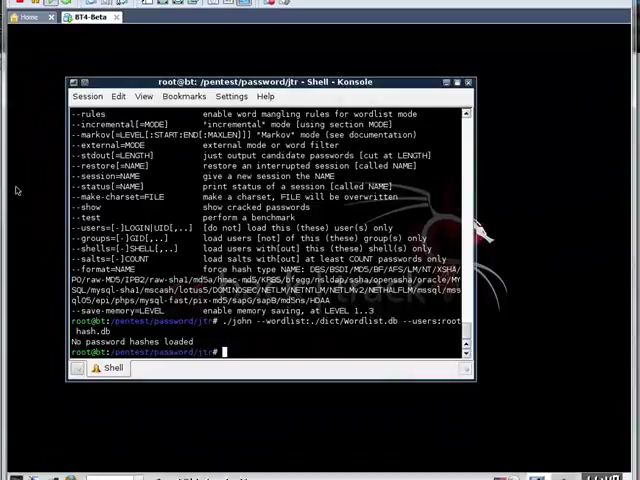 Home
BT4-Beta
root@bt: /pentest/password/jtr - Shell - Konsole
Session Edit View Bookmarks Settings Help
--rules enable word mangling rules for wordlist mode
--incremental[=MODE] "incremental" mode [using section MODE]
--markov[=LEVEL[:START:END[:MAXLEN]]] "Markov" mode (see documentation)
--external=MODE external mode or word filter
--stdout[=LENGTH] just output candidate passwords [cut at LENGTH]
--restore[=NAME] restore an interrupted session [called NAME]
--session=NAME give a new session the NAME
--status[=NAME] print status of a session [called NAME]
--make-charset=FILE make a charset, FILE will be overwritten
--show show cracked passwords
--test perform a benchmark
--users=[-]LOGIN|UID[,..] [do not] load this (these) user(s) only
--groups=[-]GID[,..] load users [not] of this (these) group(s) only
--shells=[-]SHELL[,..] load users with[out] this (these) shell(s) only
--salts=[-]COUNT load salts with[out] at least COUNT passwords only
--format=NAME force hash type NAME: DES/BSDI/MD5/BF/AFS/LM/NT/XSHA/
PO/raw-MD5/IPB2/raw-sha1/md5a/hmac-md5/KRB5/bfegg/nsldap/ssha/openssha/oracle/MY
SQL/mysql-sha1/mscash/lotus5/DOMINOSEC/NETLM/NETNTLM/NETLMv2/NETHALFLM/mssql/ms
sql05/epi/phps/mysql-fast/pix-md5/sapG/sapB/md5ns/HDAA
--save-memory=LEVEL enable memory saving, at LEVEL 1..3
root@bt:/pentest/password/jtr# ./john --wordlist:./dict/Wordlist.db --users:root
hash.db
No password hashes loaded
root@bt:/pentest/password/jtr#
Shell